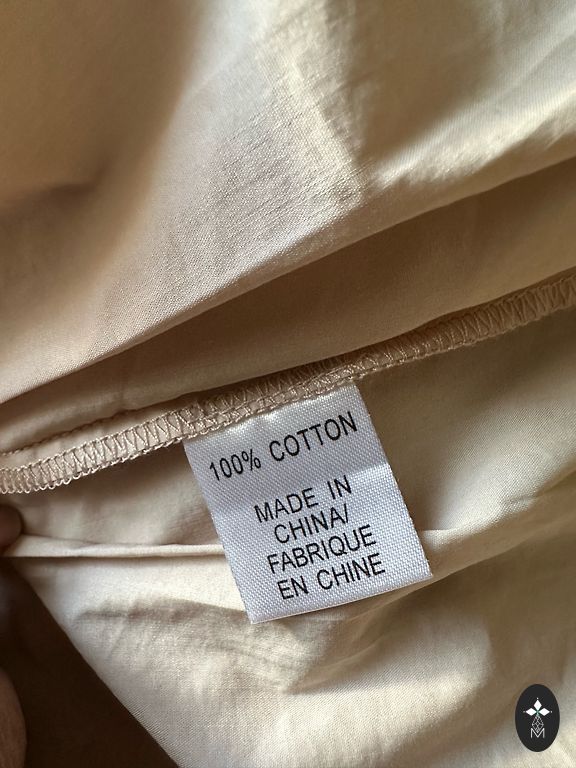 100% COTTON
MADE IN
CHINA/
FABRIQUE
EN CHINE